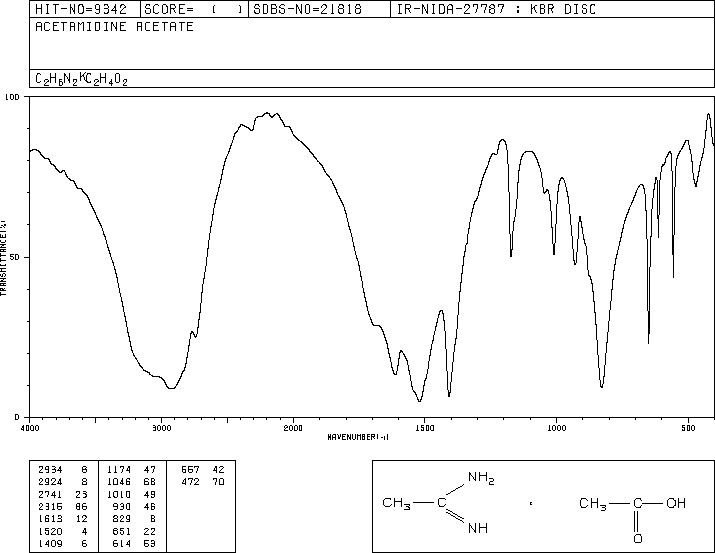 HIT-NO=9342 SCORE= ( ) SDBS-NO=21818 IR-NIDA-27787 : KBR DISC
ACETAMIDINE ACETATE
C2H6N2 C2H4O2
100
50
0
TRANSMITTANCE(%)
4000 3000 2000 1500 1000 500
WAVENUMBER(-1)
2934 6 1174 47 557 42
2924 8 1046 68 472 70
2741 23 1010 49
2316 86 930 46
1613 12 829 8
1520 4 651 22
1409 6 614 53
NH2
CH3 C
NH
CH3 C OH
O